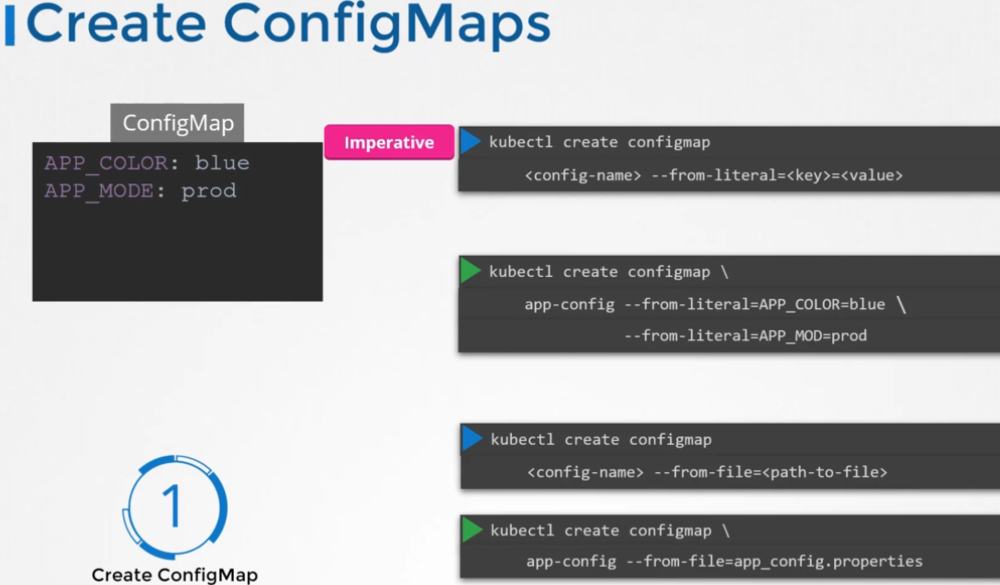 Create ConfigMaps
ConfigMap
APP_COLOR: blue
APP_MODE: prod
Imperative
kubectl create configmap
<config-name> --from-literal=<key>=<value>
kubectl create configmap \
app-config --from-literal=APP_COLOR=blue \
--from-literal=APP_MOD=prod
kubectl create configmap
<config-name> --from-file=<path-to-file>
kubectl create configmap \
app-config --from-file=app_config.properties
1
Create ConfigMap